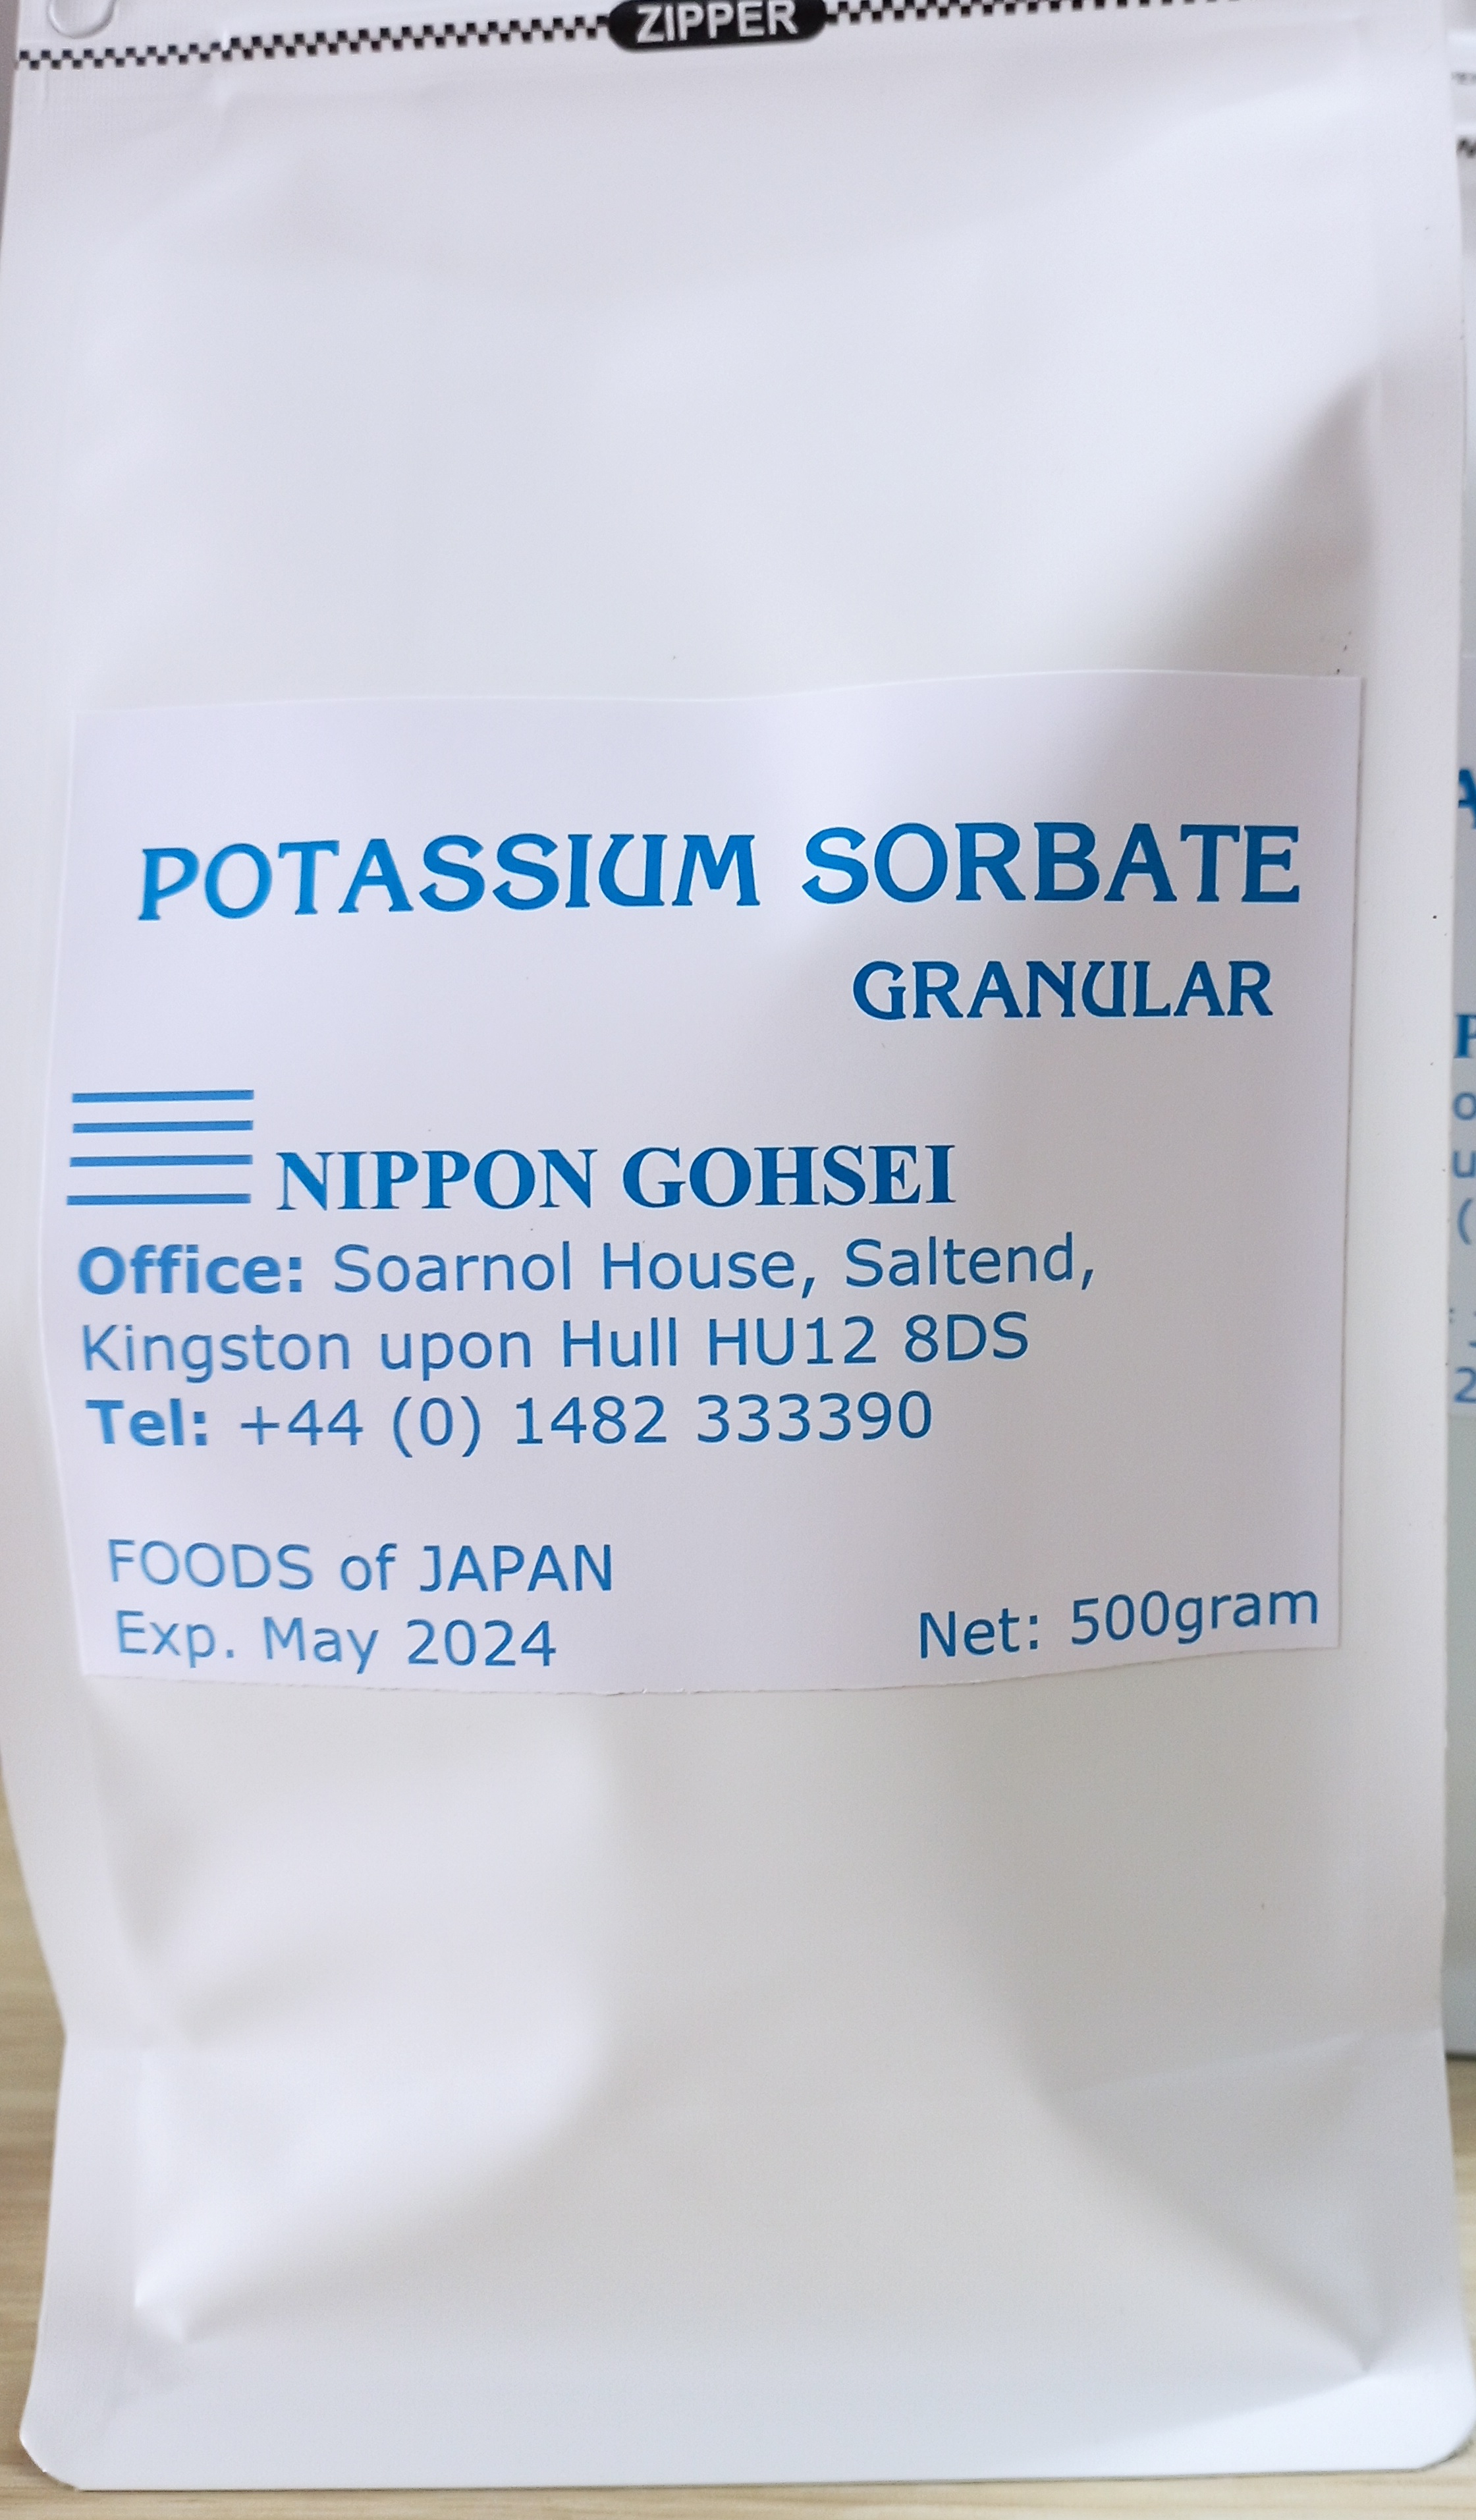 ZIPPER
POTASSIUM SORBATE
GRANULAR
NIPPON GOHSEI
Office: Soarnol House, Saltend,
Kingston upon Hull HU12 8DS
Tel: +44 (0) 1482 333390
FOODS of JAPAN
Exp. May 2024
Net: 500gram